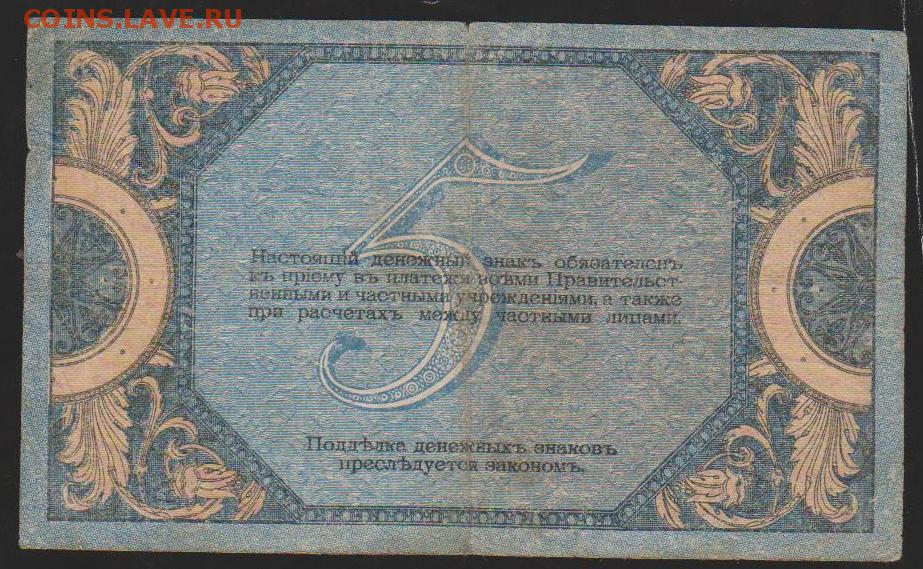 COINS.LAVE.RU
5
Настоящій денежный знакъ обязателенъ
къ пріему въ платежи всѣми Правительст-
венными и частными учрежденіями, а также
при расчетахъ между частными лицами.
Поддѣлка денежныхъ знаковъ
преслѣдуется закономъ.